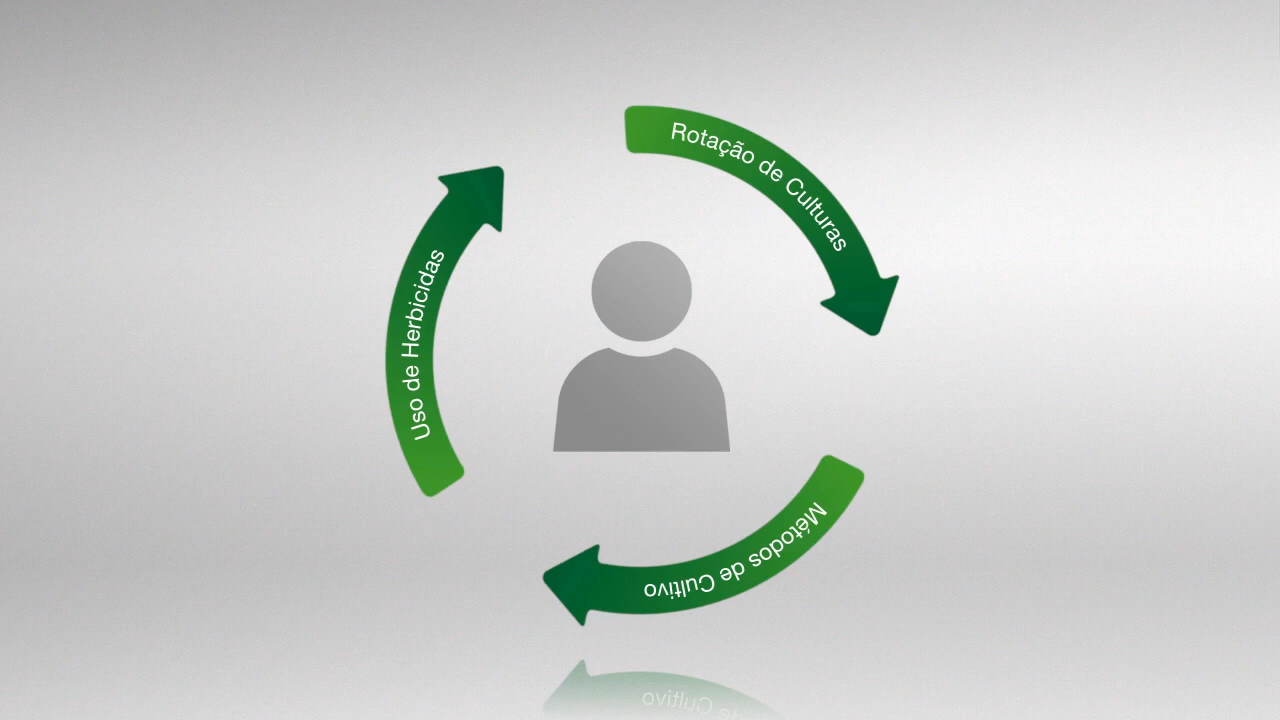 Rotação de Culturas
Métodos de Cultivo
Uso de Herbicidas